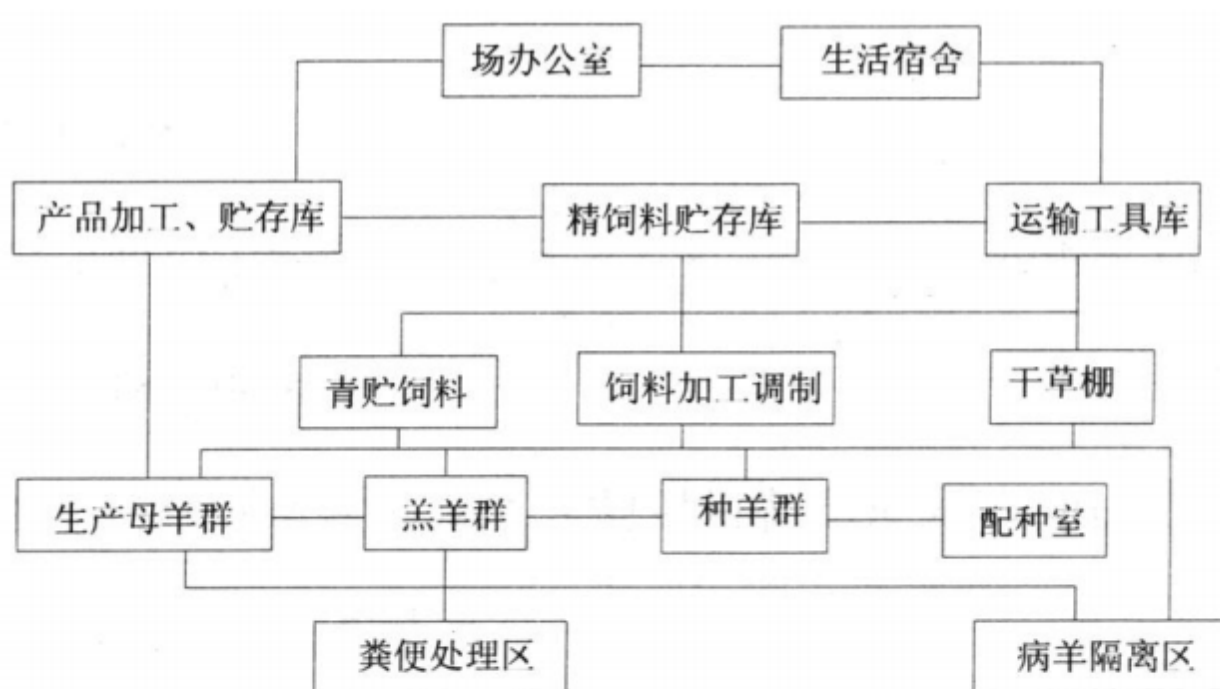 场办公室
生活宿舍
产品加工、贮存库
精饲料贮存库
运输工具库
青贮饲料
饲料加工调制
干草棚
生产母羊群
羔羊群
种羊群
配种室
粪便处理区
病羊隔离区